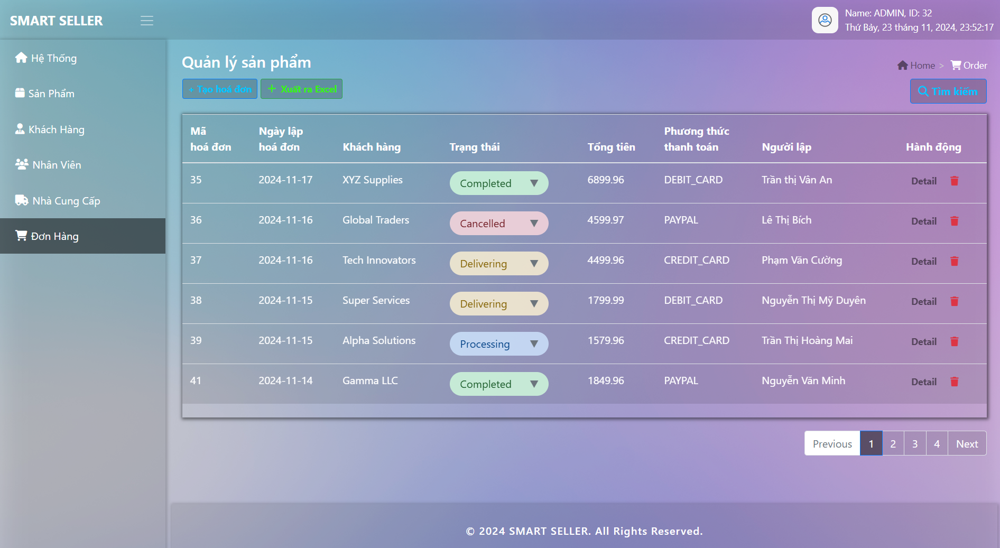 SMART SELLER
Name: ADMIN, ID: 32
Thứ Bảy, 23 tháng 11, 2024, 23:52:17
Hệ Thống
Sản Phẩm
Khách Hàng
Nhân Viên
Nhà Cung Cấp
Đơn Hàng
Quản lý sản phẩm
Home > Order
+ Tạo hoá đơn
+ Xuất ra Excel
Tìm kiếm
Mã hoá đơn Ngày lập hoá đơn Khách hàng Trạng thái Tổng tiên Phương thức thanh toán Người lập Hành động
35 2024-11-17 XYZ Supplies Completed ▼ 6899.96 DEBIT_CARD Trần thị Vân An Detail
36 2024-11-16 Global Traders Cancelled ▼ 4599.97 PAYPAL Lê Thị Bích Detail
37 2024-11-16 Tech Innovators Delivering ▼ 4499.96 CREDIT_CARD Phạm Văn Cường Detail
38 2024-11-15 Super Services Delivering ▼ 1799.99 DEBIT_CARD Nguyễn Thị Mỹ Duyên Detail
39 2024-11-15 Alpha Solutions Processing ▼ 1579.96 CREDIT_CARD Trần Thị Hoàng Mai Detail
41 2024-11-14 Gamma LLC Completed ▼ 1849.96 PAYPAL Nguyễn Văn Minh Detail
Previous 1 2 3 4 Next
© 2024 SMART SELLER. All Rights Reserved.